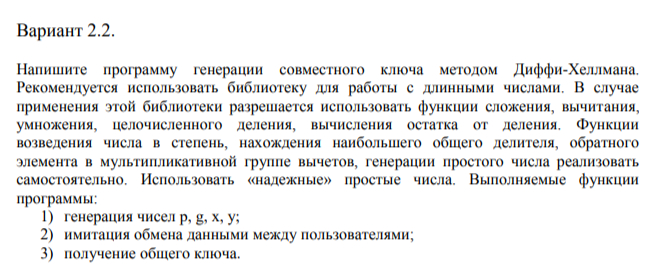 Вариант 2.2.
Напишите программу генерации совместного ключа методом Диффи-Хеллмана.
Рекомендуется использовать библиотеку для работы с длинными числами. В случае
применения этой библиотеки разрешается использовать функции сложения, вычитания,
умножения, целочисленного деления, вычисления остатка от деления. Функции
возведения числа в степень, нахождения наибольшего общего делителя, обратного
элемента в мультипликативной группе вычетов, генерации простого числа реализовать
самостоятельно. Использовать «надежные» простые числа. Выполняемые функции
программы:
1) генерация чисел p, g, x, y;
2) имитация обмена данными между пользователями;
3) получение общего ключа.